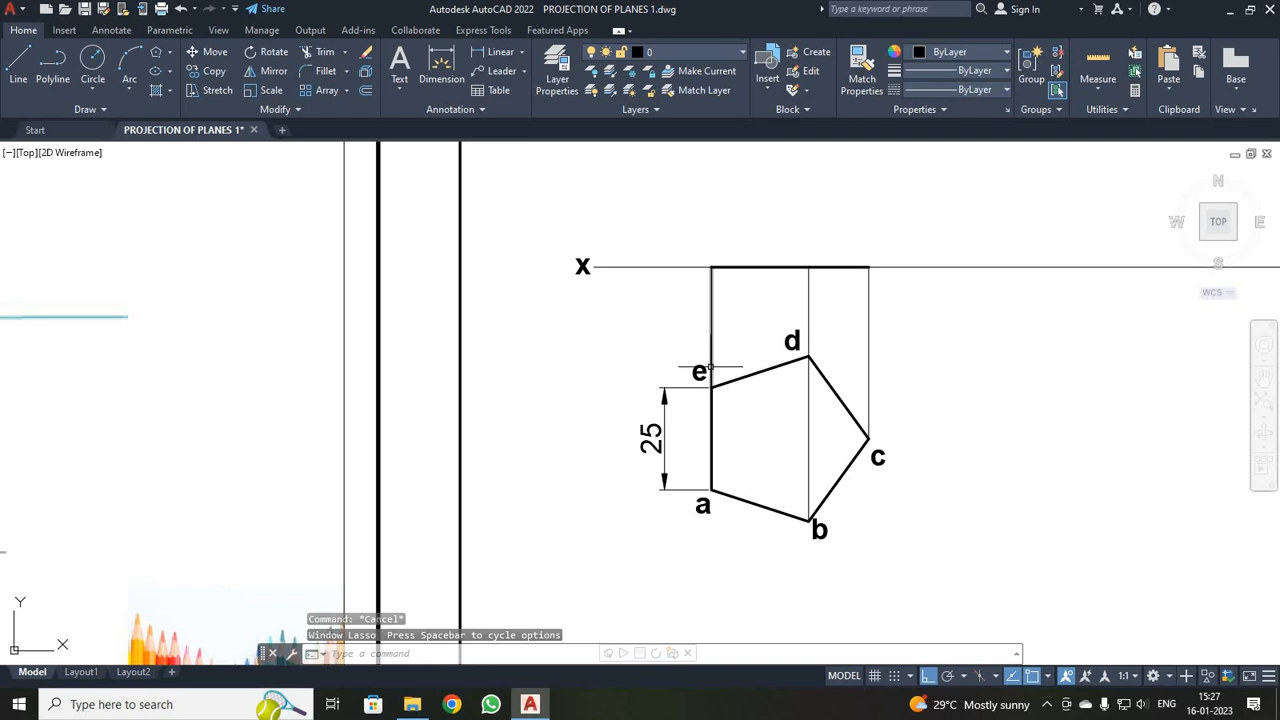 Autodesk AutoCAD 2022 PROJECTION OF PLANES 1.dwg
Type a keyword or phrase
Sign In
Home Insert Annotate Parametric View Manage Output Add-ins Collaborate Express Tools Featured Apps
Line Polyline Circle Arc
Move Rotate Trim
Copy Mirror Fillet
Stretch Scale Array
Text Dimension
Linear
Leader
Table
Layer Properties
0
Make Current
Match Layer
Insert
Create
Edit
Match Properties
ByLayer
ByLayer
ByLayer
Group
Measure
Paste
Base
Draw Modify Annotation Layers Block Properties Groups Utilities Clipboard View
Start PROJECTION OF PLANES 1*
[−][Top][2D Wireframe]
N
W TOP E
S
WCS
x
d
e
25
c
a
b
Y
X
Command: *Cancel*
Window Lasso Press Spacebar to cycle options
Type a command
Model Layout1 Layout2
MODEL 1:1
Type here to search
29°C Mostly sunny
ENG
15:27
16-01-2023